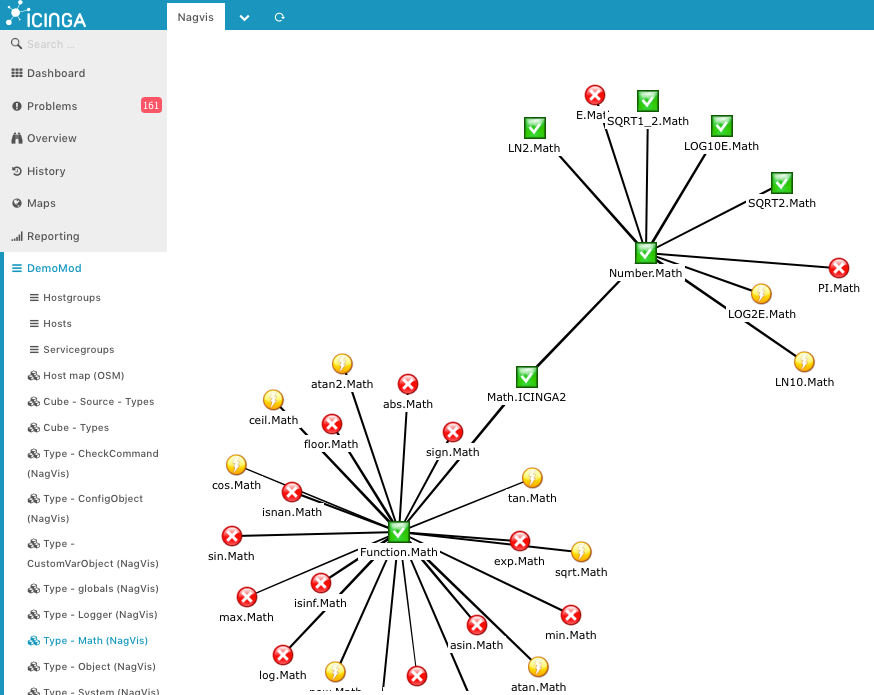 ICINGA
Nagvis
Search ...
Dashboard
Problems
161
Overview
History
Maps
Reporting
DemoMod
Hostgroups
Hosts
Servicegroups
Host map (OSM)
Cube - Source - Types
Cube - Types
Type - CheckCommand
(NagVis)
Type - ConfigObject
(NagVis)
Type -
CustomVarObject (NagVis)
Type - globals (NagVis)
Type - Logger (NagVis)
Type - Math (NagVis)
Type - Object (NagVis)
Type - System (NagVis)
E.Math
SQRT1_2.Math
LN2.Math
LOG10E.Math
SQRT2.Math
Number.Math
PI.Math
LOG2E.Math
LN10.Math
Math.ICINGA2
atan2.Math
abs.Math
ceil.Math
floor.Math
sign.Math
cos.Math
isnan.Math
tan.Math
Function.Math
sin.Math
exp.Math
sqrt.Math
max.Math
isinf.Math
min.Math
asin.Math
log.Math
pow.Math
atan.Math